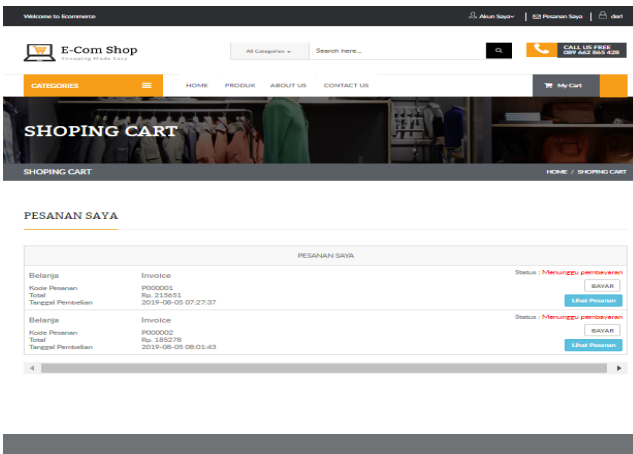 Welcome to Ecommerce
Akun Saya
Pesanan Saya
deri
E-Com Shop
Shopping Made Easy
All Categories
Search here...
CALL US FREE
089 662 865 428
CATEGORIES
HOME
PRODUK
ABOUT US
CONTACT US
My Cart
SHOPING CART
SHOPING CART
HOME / SHOPING CART
PESANAN SAYA
PESANAN SAYA
Belanja Invoice Status : Menunggu pembayaran
Kode Pesanan P000001 BAYAR
Total Rp. 215651
Tanggal Pembelian 2019-08-05 07:27:37 Lihat Pesanan
Belanja Invoice Status : Menunggu pembayaran
Kode Pesanan P000002 BAYAR
Total Rp. 185278
Tanggal Pembelian 2019-08-05 08:01:43 Lihat Pesanan